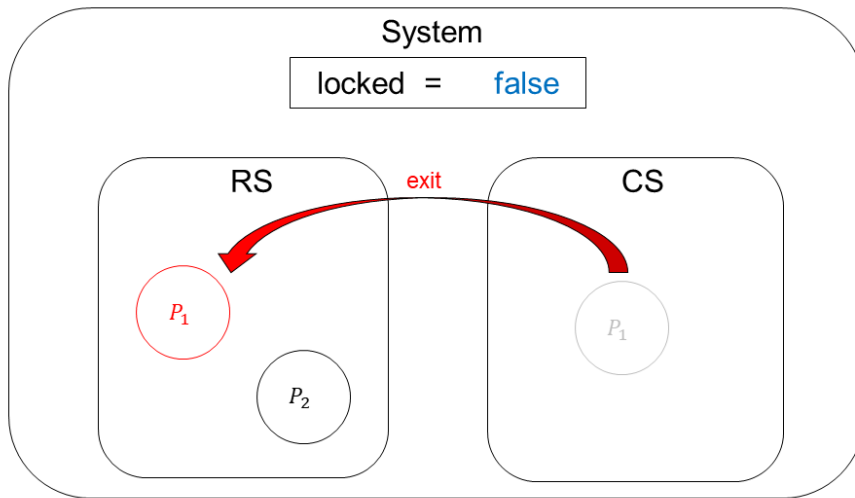 System
locked = false
RS
exit
CS
P₁
P₁
P₂